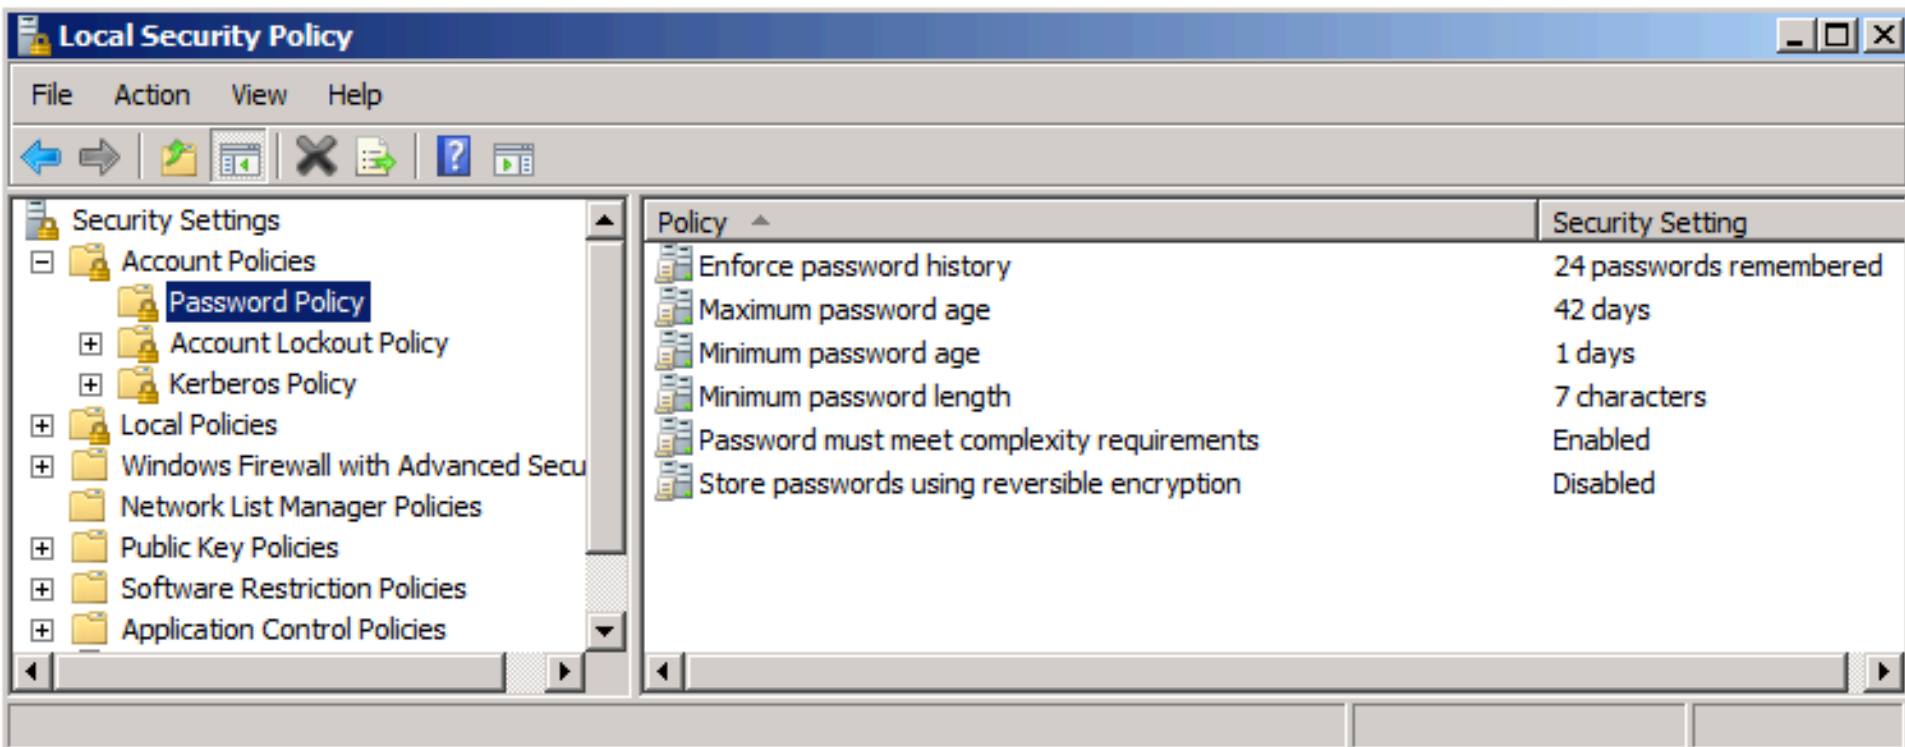 Local Security Policy
File Action View Help
Security Settings
Account Policies
Password Policy
Account Lockout Policy
Kerberos Policy
Local Policies
Windows Firewall with Advanced Secu
Network List Manager Policies
Public Key Policies
Software Restriction Policies
Application Control Policies
Policy Security Setting
Enforce password history 24 passwords remembered
Maximum password age 42 days
Minimum password age 1 days
Minimum password length 7 characters
Password must meet complexity requirements Enabled
Store passwords using reversible encryption Disabled